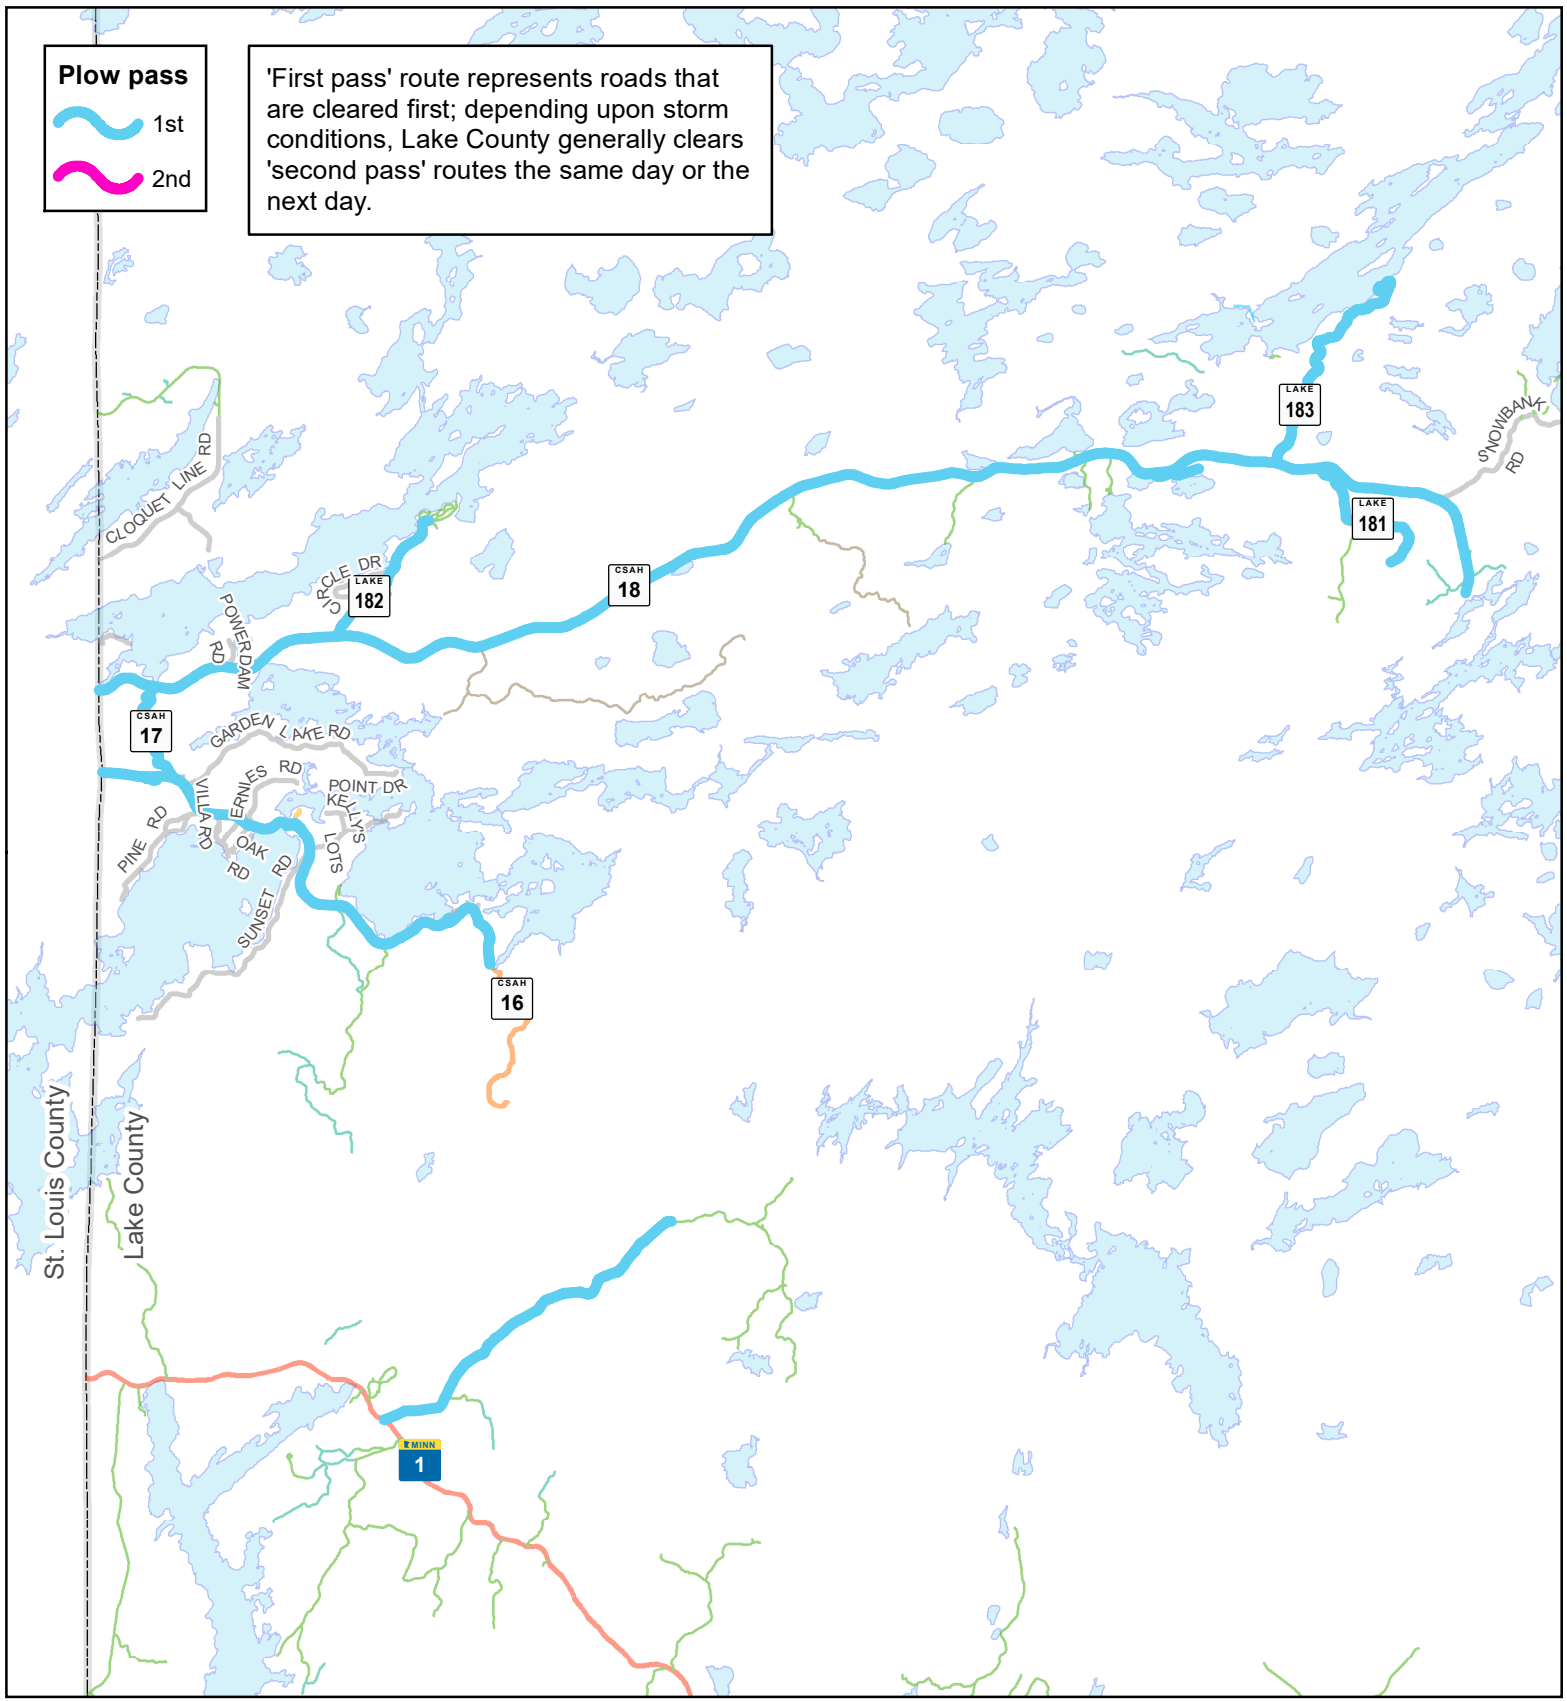 Plow pass
1st
2nd
'First pass' route represents roads that
are cleared first; depending upon storm
conditions, Lake County generally clears
'second pass' routes the same day or the
next day.
LAKE
183
SNOWBANK
RD
CLOQUET LINE RD
LAKE
181
CIRCLE DR
LAKE
182
CSAH
18
POWER DAM
RD
CSAH
17
GARDEN LAKE RD
ERNIES RD
POINT DR
KELLY'S
LOTS
VILLA RD
PINE RD
OAK
RD
SUNSET RD
CSAH
16
St. Louis County
Lake County
MINN
1